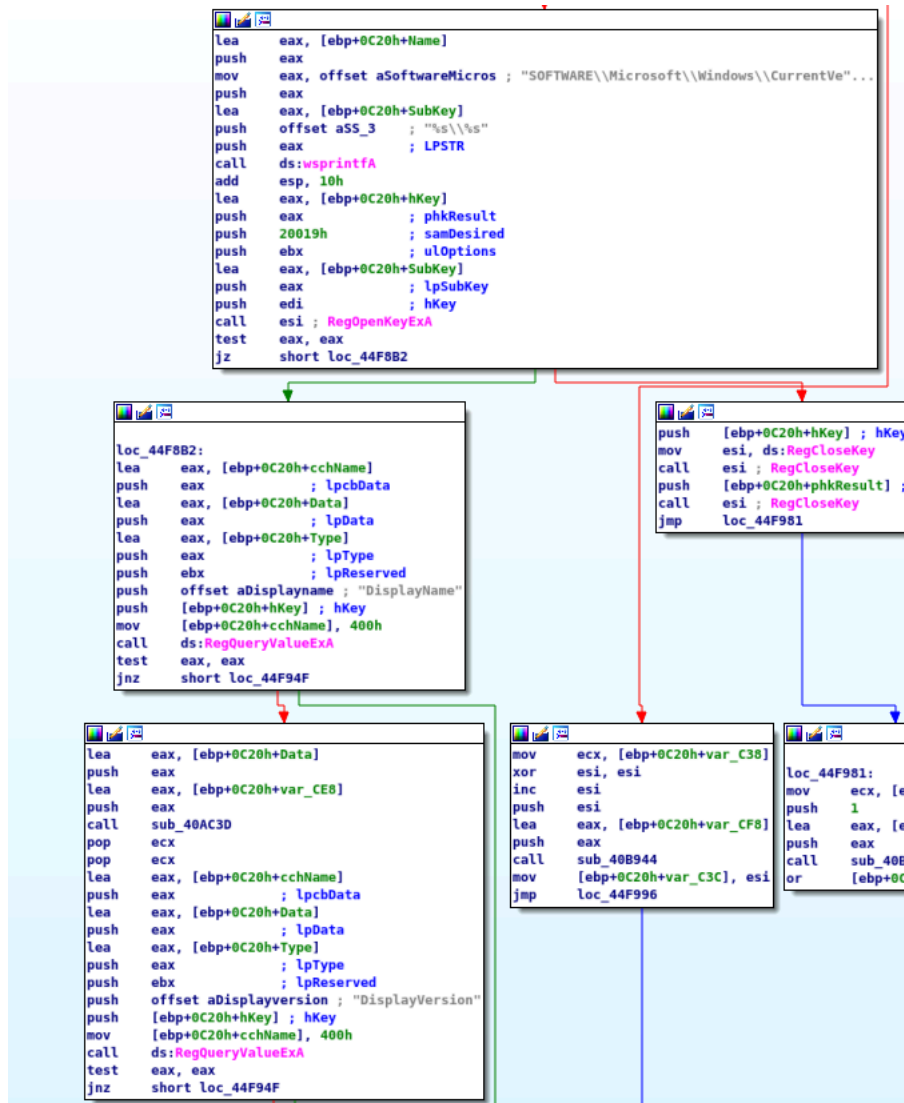 lea eax, [ebp+0C20h+Name]
push eax
mov eax, offset aSoftwareMicros ; "SOFTWARE\\Microsoft\\Windows\\CurrentVe"...
push eax
lea eax, [ebp+0C20h+SubKey]
push offset aSS_3 ; "%s\\%s"
push eax ; LPSTR
call ds:wsprintfA
add esp, 10h
lea eax, [ebp+0C20h+hKey]
push eax ; phkResult
push 20019h ; samDesired
push ebx ; ulOptions
lea eax, [ebp+0C20h+SubKey]
push eax ; lpSubKey
push edi ; hKey
call esi ; RegOpenKeyExA
test eax, eax
jz short loc_44F8B2
loc_44F8B2:
lea eax, [ebp+0C20h+cchName]
push eax ; lpcbData
lea eax, [ebp+0C20h+Data]
push eax ; lpData
lea eax, [ebp+0C20h+Type]
push eax ; lpType
push ebx ; lpReserved
push offset aDisplayname ; "DisplayName"
push [ebp+0C20h+hKey] ; hKey
mov [ebp+0C20h+cchName], 400h
call ds:RegQueryValueExA
test eax, eax
jnz short loc_44F94F
push [ebp+0C20h+hKey] ; hKey
mov esi, ds:RegCloseKey
call esi ; RegCloseKey
push [ebp+0C20h+phkResult] ;
call esi ; RegCloseKey
jmp loc_44F981
lea eax, [ebp+0C20h+Data]
push eax
lea eax, [ebp+0C20h+var_CE8]
push eax
call sub_40AC3D
pop ecx
pop ecx
lea eax, [ebp+0C20h+cchName]
push eax ; lpcbData
lea eax, [ebp+0C20h+Data]
push eax ; lpData
lea eax, [ebp+0C20h+Type]
push eax ; lpType
push ebx ; lpReserved
push offset aDisplayversion ; "DisplayVersion"
push [ebp+0C20h+hKey] ; hKey
mov [ebp+0C20h+cchName], 400h
call ds:RegQueryValueExA
test eax, eax
jnz short loc_44F94F
mov ecx, [ebp+0C20h+var_C38]
xor esi, esi
inc esi
push esi
lea eax, [ebp+0C20h+var_CF8]
push eax
call sub_40B944
mov [ebp+0C20h+var_C3C], esi
jmp loc_44F996
loc_44F981:
mov ecx, [e
push 1
lea eax, [e
push eax
call sub_40B
or [ebp+0C